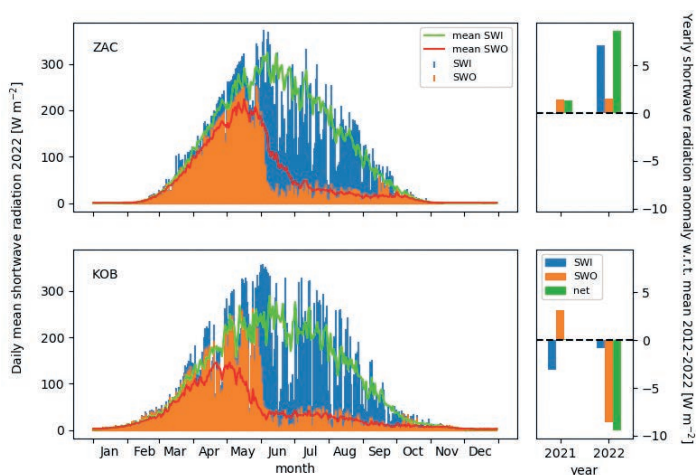 Daily mean shortwave radiation 2022 [W m⁻²]
ZAC
mean SWI
mean SWO
SWI
SWO
300
200
100
0
5
0
−5
−10
KOB
300
200
100
0
Jan Feb Mar Apr May Jun Jul Aug Sep Oct Nov Dec
month
SWI
SWO
net
5
0
−5
−10
2021 2022
year
Yearly shortwave radiation anomaly w.r.t. mean 2012-2022 [W m⁻²]